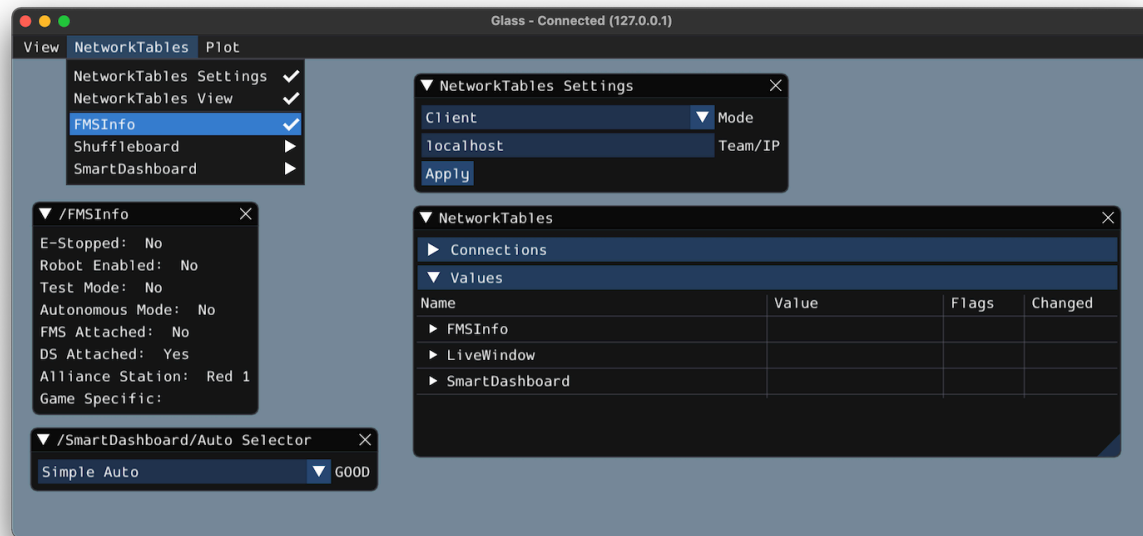 Glass - Connected (127.0.0.1)
View NetworkTables Plot
NetworkTables Settings
NetworkTables View
FMSInfo
Shuffleboard
SmartDashboard
NetworkTables Settings
Client Mode
localhost Team/IP
Apply
/FMSInfo
E-Stopped: No
Robot Enabled: No
Test Mode: No
Autonomous Mode: No
FMS Attached: No
DS Attached: Yes
Alliance Station: Red 1
Game Specific:
NetworkTables
Connections
Values
Name Value Flags Changed
FMSInfo
LiveWindow
SmartDashboard
/SmartDashboard/Auto Selector
Simple Auto GOOD